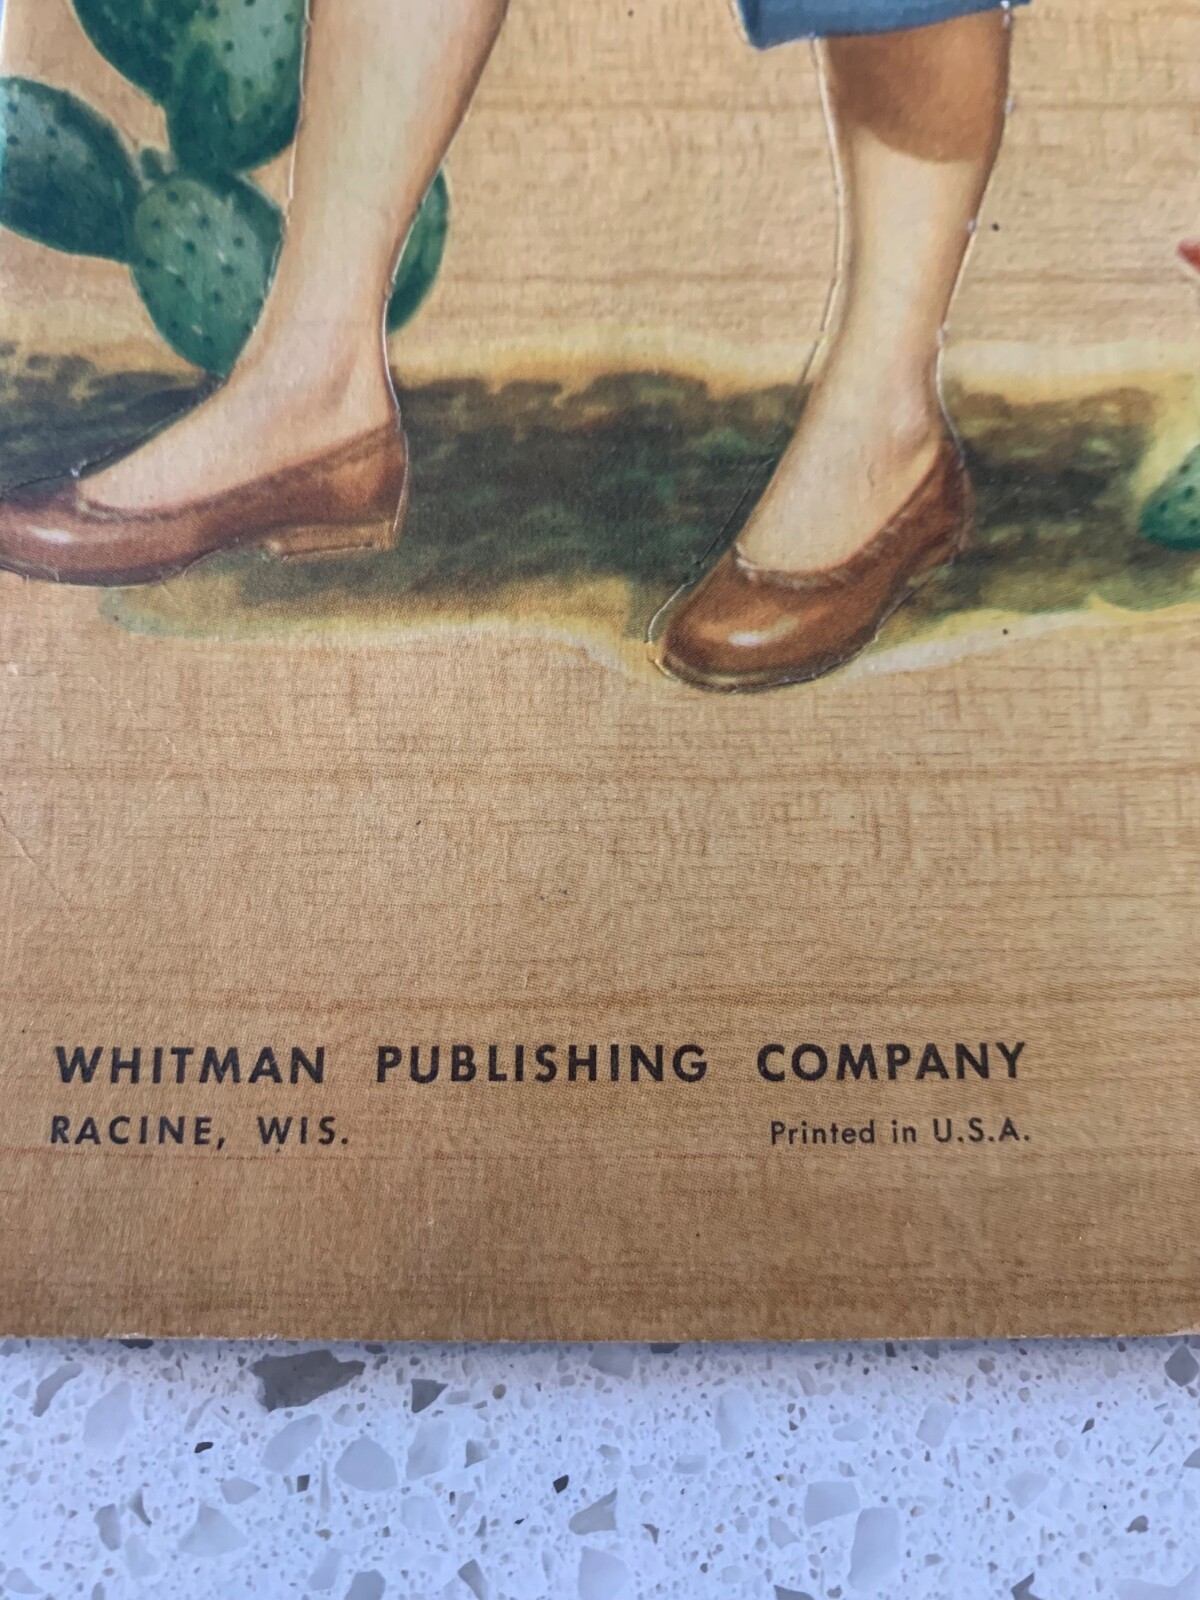 WHITMAN PUBLISHING COMPANY
RACINE, WIS. Printed in U.S.A.